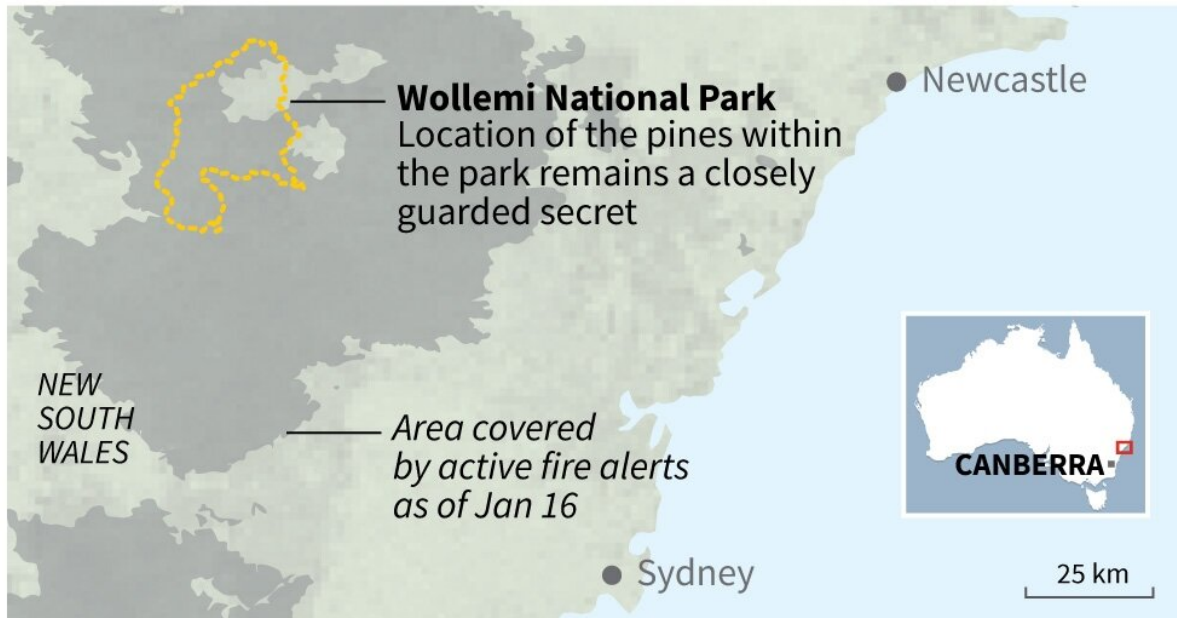 Newcastle
Wollemi National Park
Location of the pines within
the park remains a closely
guarded secret
NEW
SOUTH
WALES
Area covered
by active fire alerts
as of Jan 16
CANBERRA
Sydney
25 km